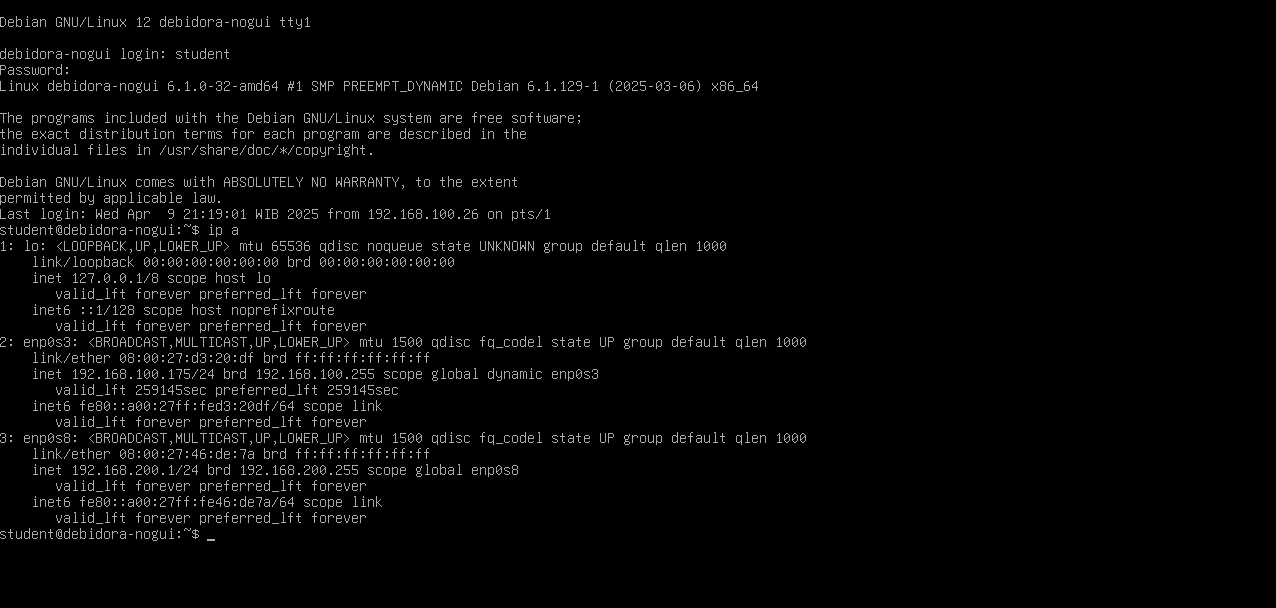 Debian GNU/Linux 12 debidora-nogui tty1
debidora-nogui login: student
Password:
Linux debidora-nogui 6.1.0-32-amd64 #1 SMP PREEMPT_DYNAMIC Debian 6.1.129-1 (2025-03-06) x86_64
The programs included with the Debian GNU/Linux system are free software;
the exact distribution terms for each program are described in the
individual files in /usr/share/doc/*/copyright.
Debian GNU/Linux comes with ABSOLUTELY NO WARRANTY, to the extent
permitted by applicable law.
Last login: Wed Apr  9 21:19:01 WIB 2025 from 192.168.100.26 on pts/1
student@debidora-nogui:~$ ip a
1: lo: <LOOPBACK,UP,LOWER_UP> mtu 65536 qdisc noqueue state UNKNOWN group default qlen 1000
    link/loopback 00:00:00:00:00:00 brd 00:00:00:00:00:00
    inet 127.0.0.1/8 scope host lo
       valid_lft forever preferred_lft forever
    inet6 ::1/128 scope host noprefixroute
       valid_lft forever preferred_lft forever
2: enp0s3: <BROADCAST,MULTICAST,UP,LOWER_UP> mtu 1500 qdisc fq_codel state UP group default qlen 1000
    link/ether 08:00:27:d3:20:df brd ff:ff:ff:ff:ff:ff
    inet 192.168.100.175/24 brd 192.168.100.255 scope global dynamic enp0s3
       valid_lft 259145sec preferred_lft 259145sec
    inet6 fe80::a00:27ff:fed3:20df/64 scope link
       valid_lft forever preferred_lft forever
3: enp0s8: <BROADCAST,MULTICAST,UP,LOWER_UP> mtu 1500 qdisc fq_codel state UP group default qlen 1000
    link/ether 08:00:27:46:de:7a brd ff:ff:ff:ff:ff:ff
    inet 192.168.200.1/24 brd 192.168.200.255 scope global enp0s8
       valid_lft forever preferred_lft forever
    inet6 fe80::a00:27ff:fe46:de7a/64 scope link
       valid_lft forever preferred_lft forever
student@debidora-nogui:~$ _